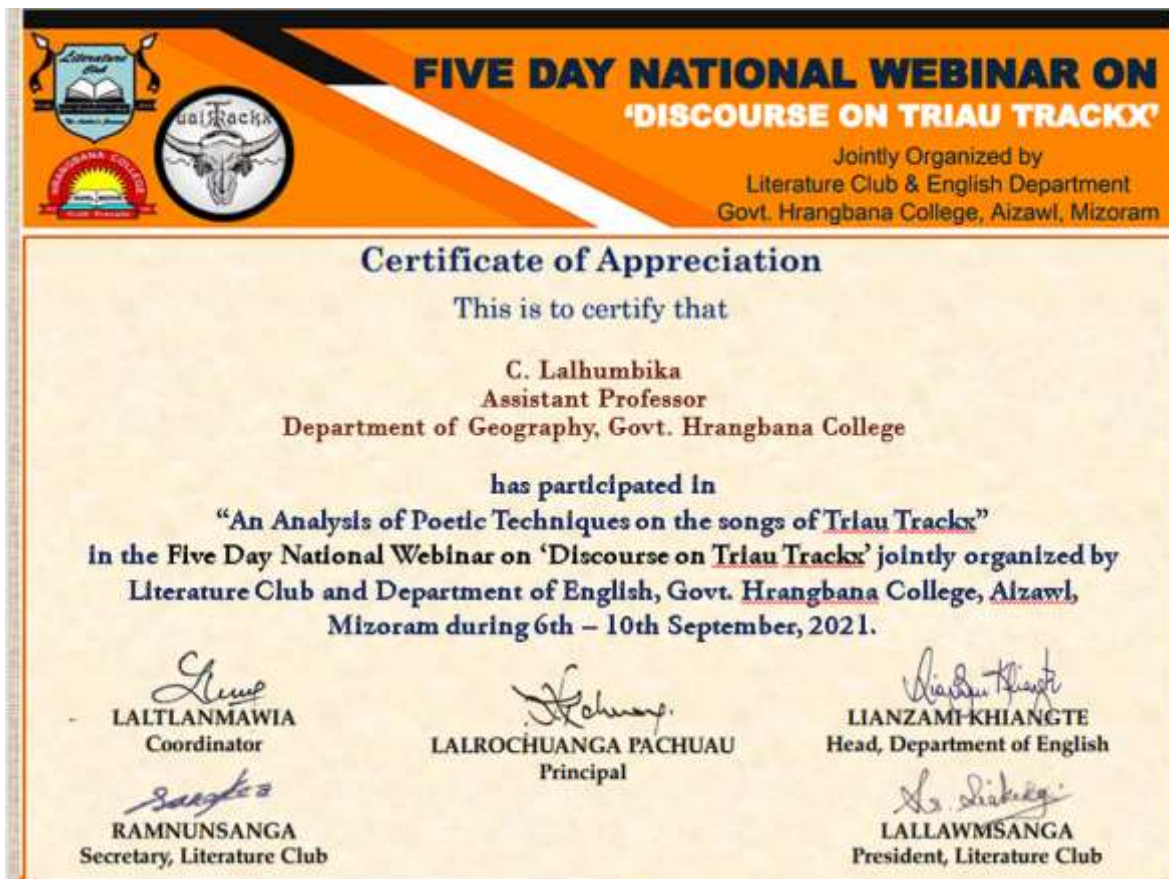 FIVE DAY NATIONAL WEBINAR ON
‘DISCOURSE ON TRIAU TRACKX’
Jointly Organized by
Literature Club & English Department
Govt. Hrangbana College, Aizawl, Mizoram
Literature
Club
HRANGBANA COLLEGE
Certificate of Appreciation
This is to certify that
C. Lalhumbika
Assistant Professor
Department of Geography, Govt. Hrangbana College
has participated in
“An Analysis of Poetic Techniques on the songs of Triau Trackx”
in the Five Day National Webinar on ‘Discourse on Triau Trackx’ jointly organized by
Literature Club and Department of English, Govt. Hrangbana College, Aizawl,
Mizoram during 6th – 10th September, 2021.
LALTLANMAWIA
Coordinator
LALROCHUANGA PACHUAU
Principal
LIANZAMI KHIANGTE
Head, Department of English
RAMNUNSANGA
Secretary, Literature Club
LALLAWMSANGA
President, Literature Club